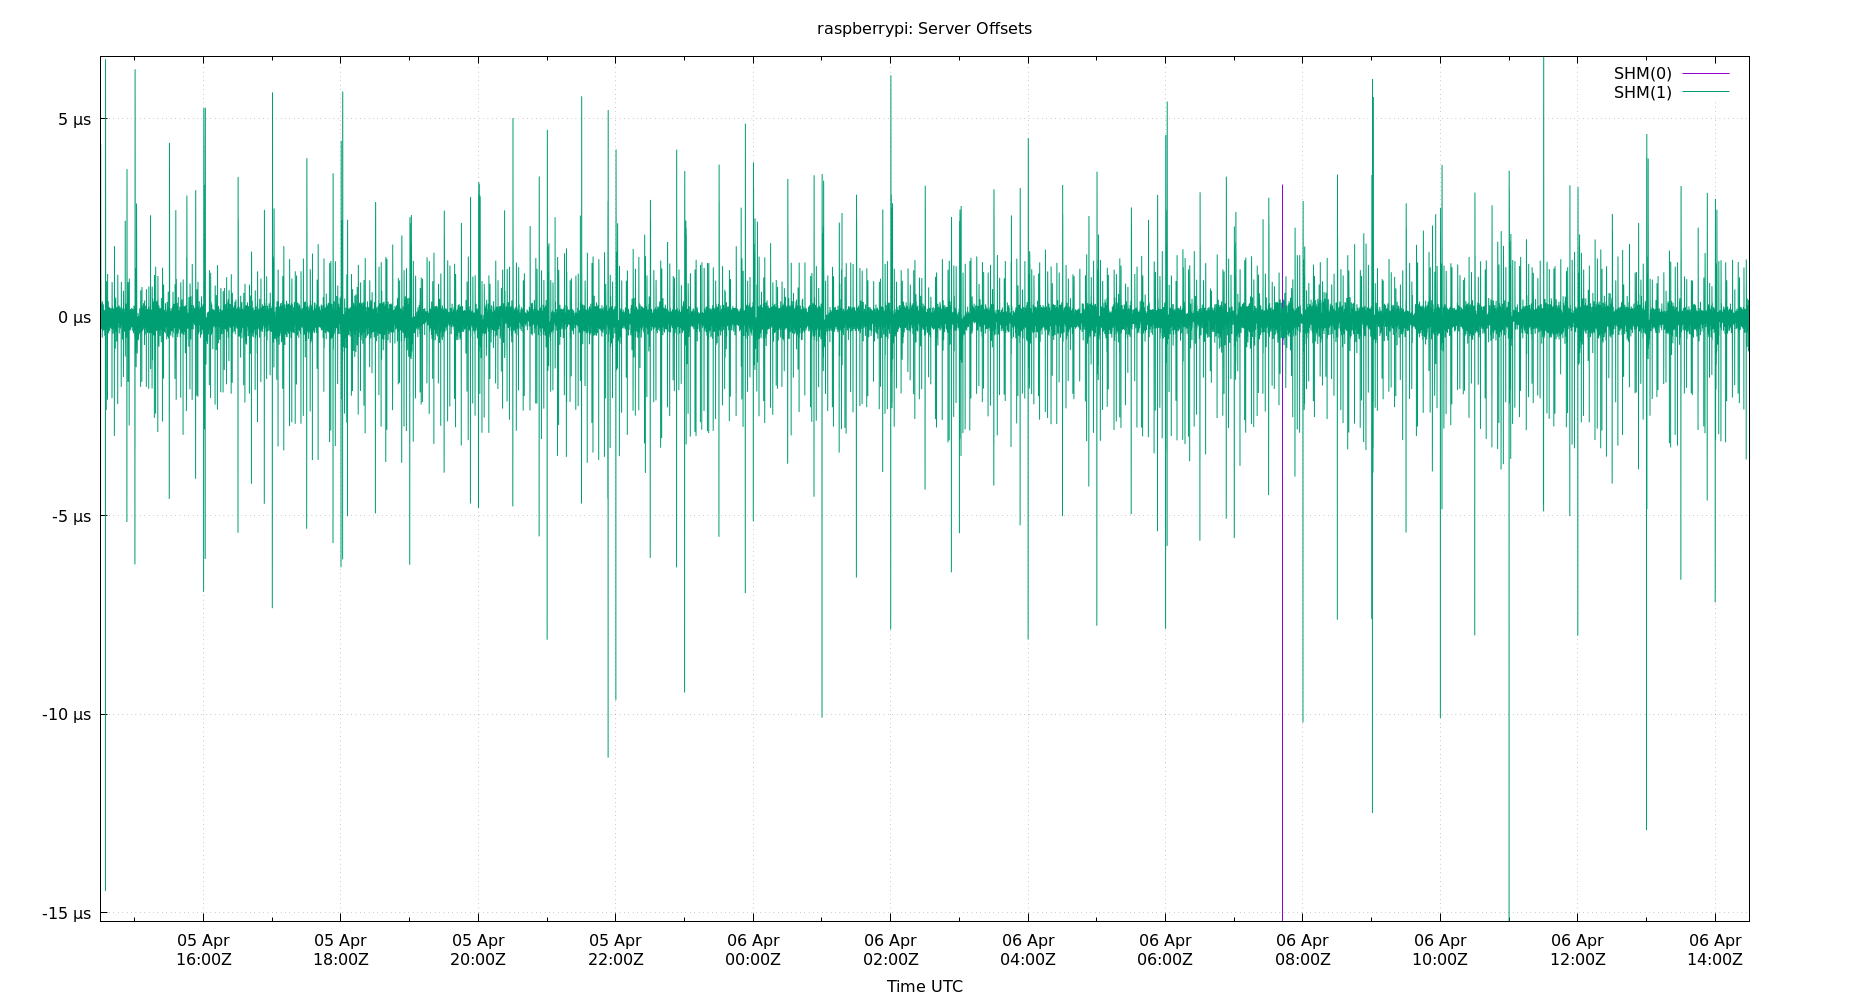 raspberrypi: Server Offsets
SHM(0)
SHM(1)
5 µs
0 µs
-5 µs
-10 µs
-15 µs
05 Apr
16:00Z
05 Apr
18:00Z
05 Apr
20:00Z
05 Apr
22:00Z
06 Apr
00:00Z
06 Apr
02:00Z
06 Apr
04:00Z
06 Apr
06:00Z
06 Apr
08:00Z
06 Apr
10:00Z
06 Apr
12:00Z
06 Apr
14:00Z
Time UTC